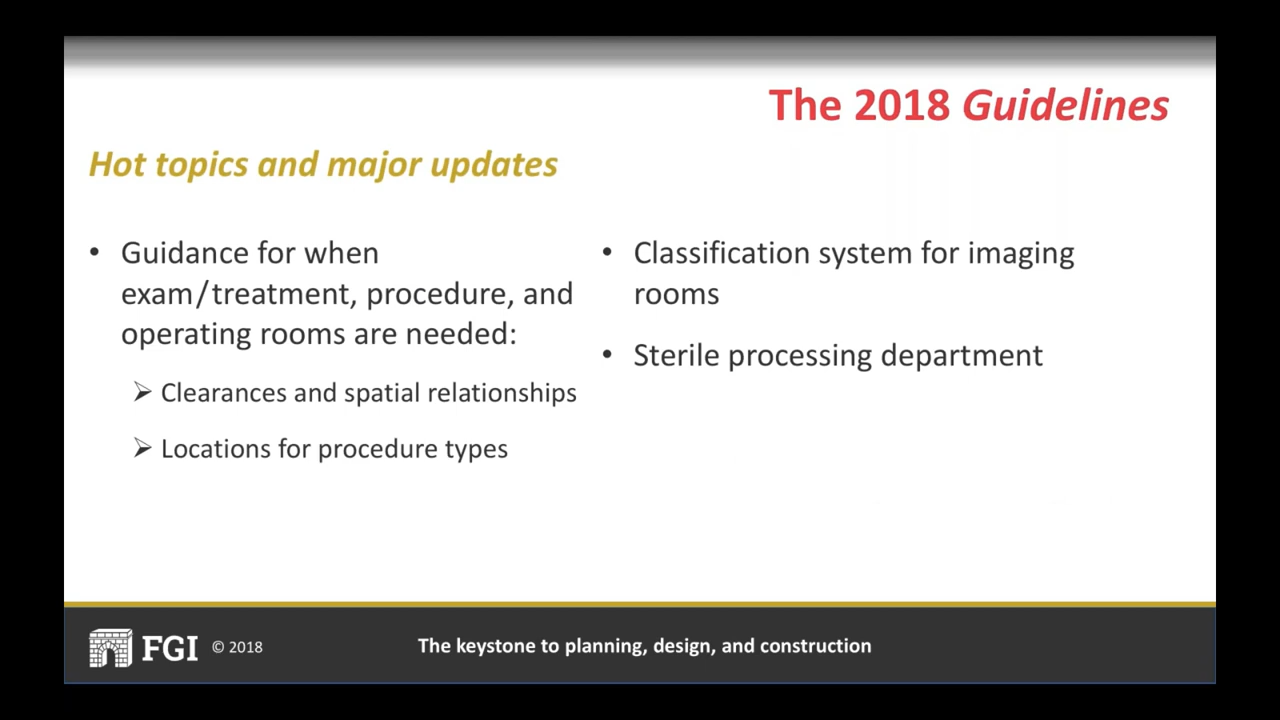 The 2018 Guidelines
Hot topics and major updates
• Guidance for when
exam/treatment, procedure, and
operating rooms are needed:
➢ Clearances and spatial relationships
➢ Locations for procedure types
• Classification system for imaging
rooms
• Sterile processing department
FGI © 2018
The keystone to planning, design, and construction